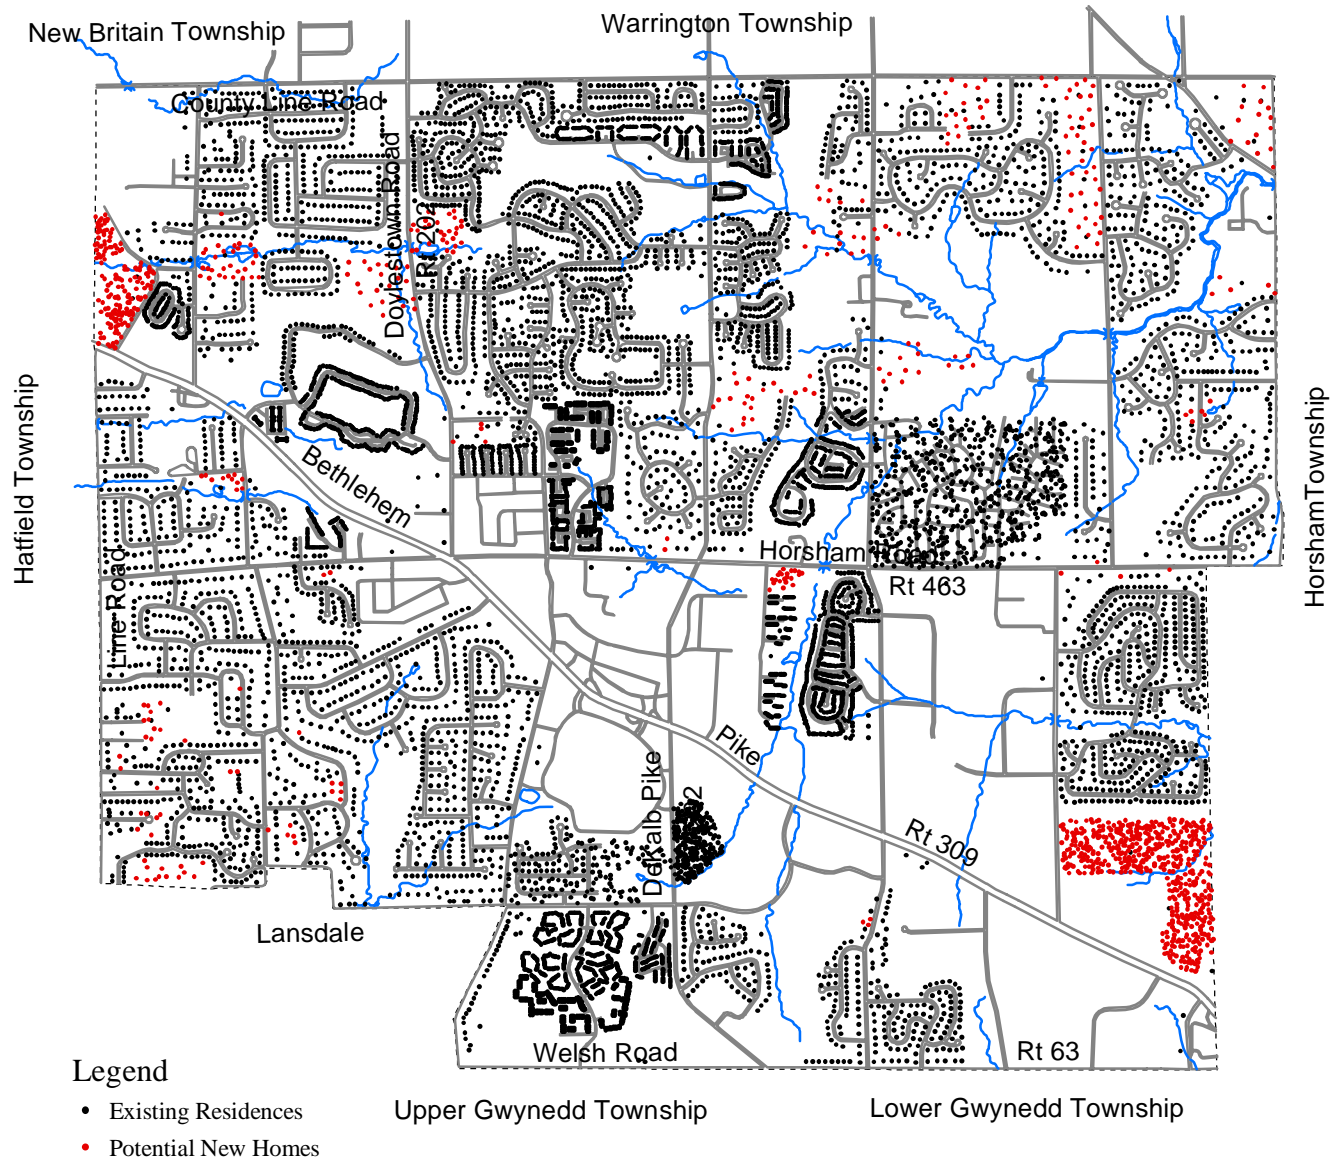 New Britain Township
Warrington Township
County Line Road
Doylestown Road
Rt 202
Hatfield Township
Bethlehem
Horsham Road
Rt 463
HorshamTownship
Line Road
Pike
DeKalb Pike
Rt 309
Lansdale
Welsh Road
Rt 63
Upper Gwynedd Township
Lower Gwynedd Township
Legend
Existing Residences
Potential New Homes